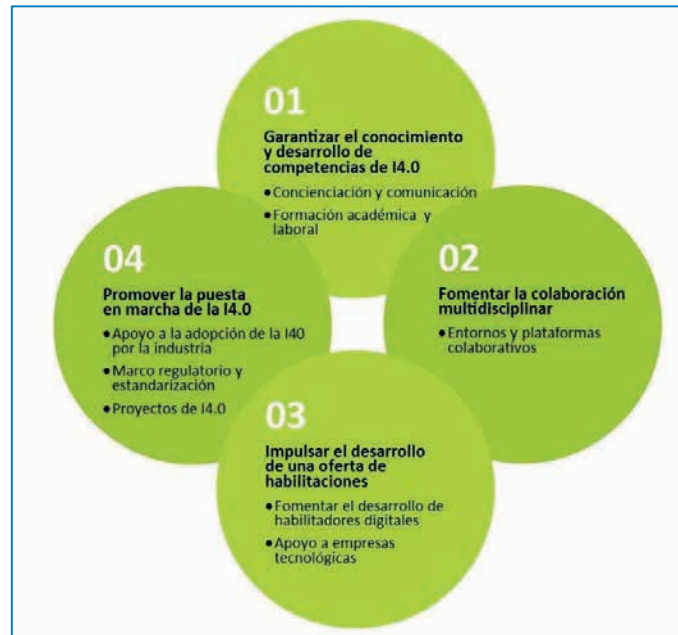 01
Garantizar el conocimiento
y desarrollo de
competencias de I4.0
• Concienciación y comunicación
• Formación académica y
laboral
02
Fomentar la colaboración
multidisciplinar
• Entornos y plataformas
colaborativos
03
Impulsar el desarrollo
de una oferta de
habilitaciones
• Fomentar el desarrollo de
habilitadores digitales
• Apoyo a empresas
tecnológicas
04
Promover la puesta
en marcha de la I4.0
• Apoyo a la adopción de la I40
por la industria
• Marco regulatorio y
estandarización
• Proyectos de I4.0